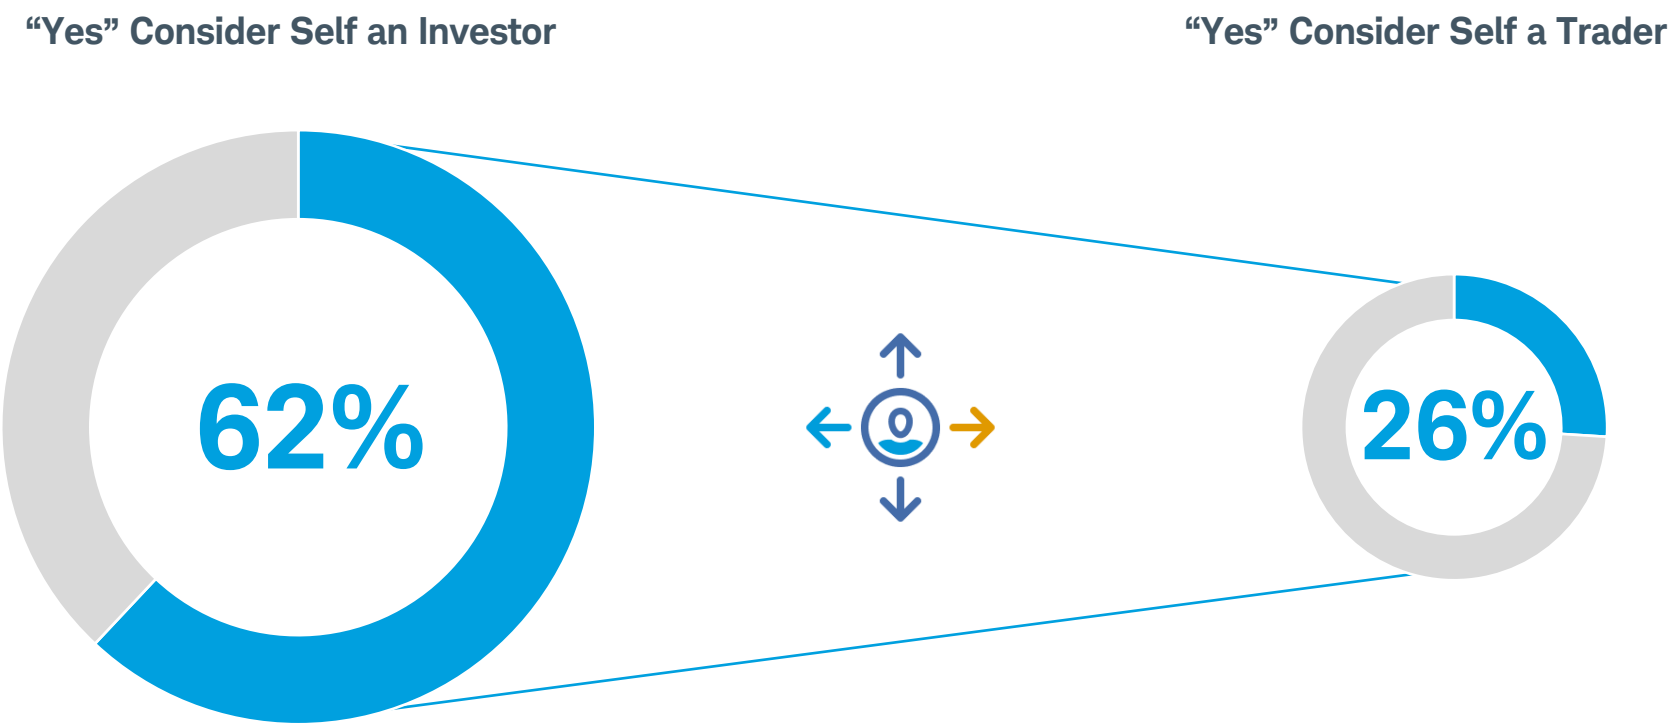 “Yes” Consider Self an Investor
“Yes” Consider Self a Trader
62%
26%